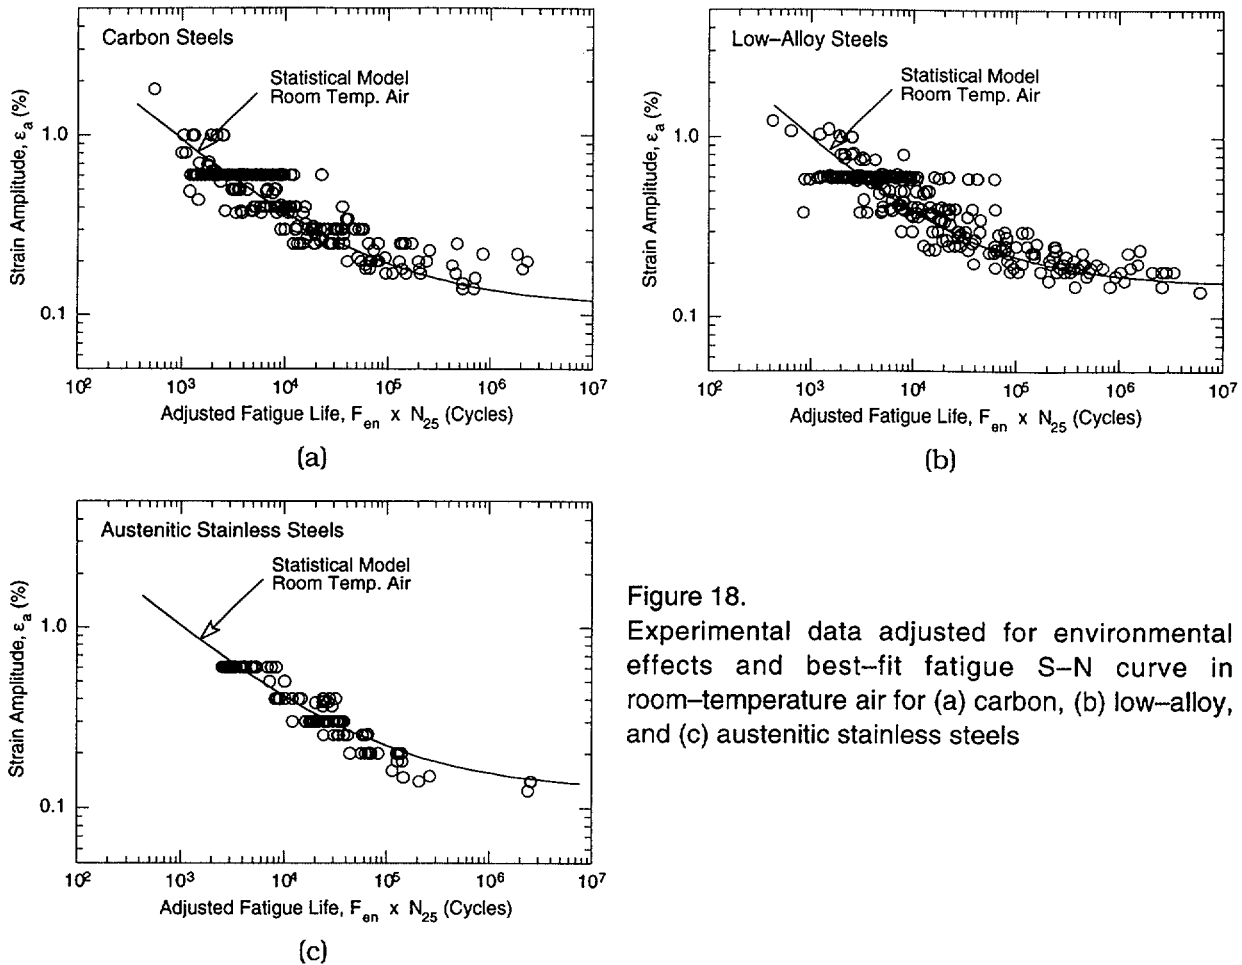 Carbon Steels
Statistical Model
Room Temp. Air
Strain Amplitude, εa (%)
1.0
0.1
10² 10³ 10⁴ 10⁵ 10⁶ 10⁷
Adjusted Fatigue Life, Fen x N25 (Cycles)
(a)
Low–Alloy Steels
Statistical Model
Room Temp. Air
Strain Amplitude, εa (%)
1.0
0.1
10² 10³ 10⁴ 10⁵ 10⁶ 10⁷
Adjusted Fatigue Life, Fen x N25 (Cycles)
(b)
Austenitic Stainless Steels
Statistical Model
Room Temp. Air
Strain Amplitude, εa (%)
1.0
0.1
10² 10³ 10⁴ 10⁵ 10⁶ 10⁷
Adjusted Fatigue Life, Fen x N25 (Cycles)
(c)
Figure 18.
Experimental data adjusted for environmental
effects and best–fit fatigue S–N curve in
room–temperature air for (a) carbon, (b) low–alloy,
and (c) austenitic stainless steels